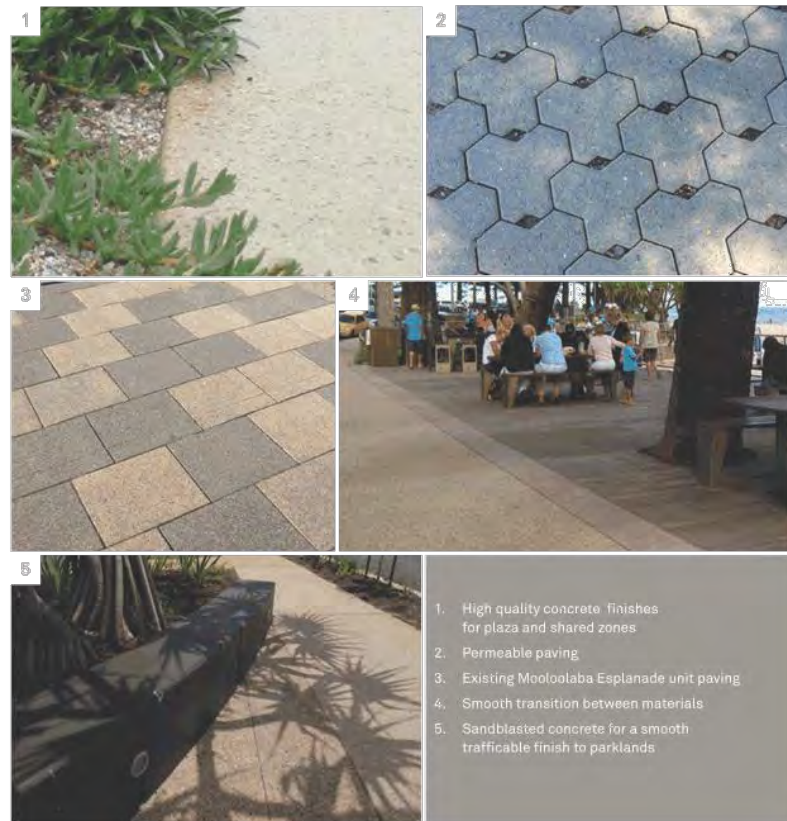 1
2
3
4
5
1. High quality concrete finishes
for plaza and shared zones
2. Permeable paving
3. Existing Mooloolaba Esplanade unit paving
4. Smooth transition between materials
5. Sandblasted concrete for a smooth
trafficable finish to parklands